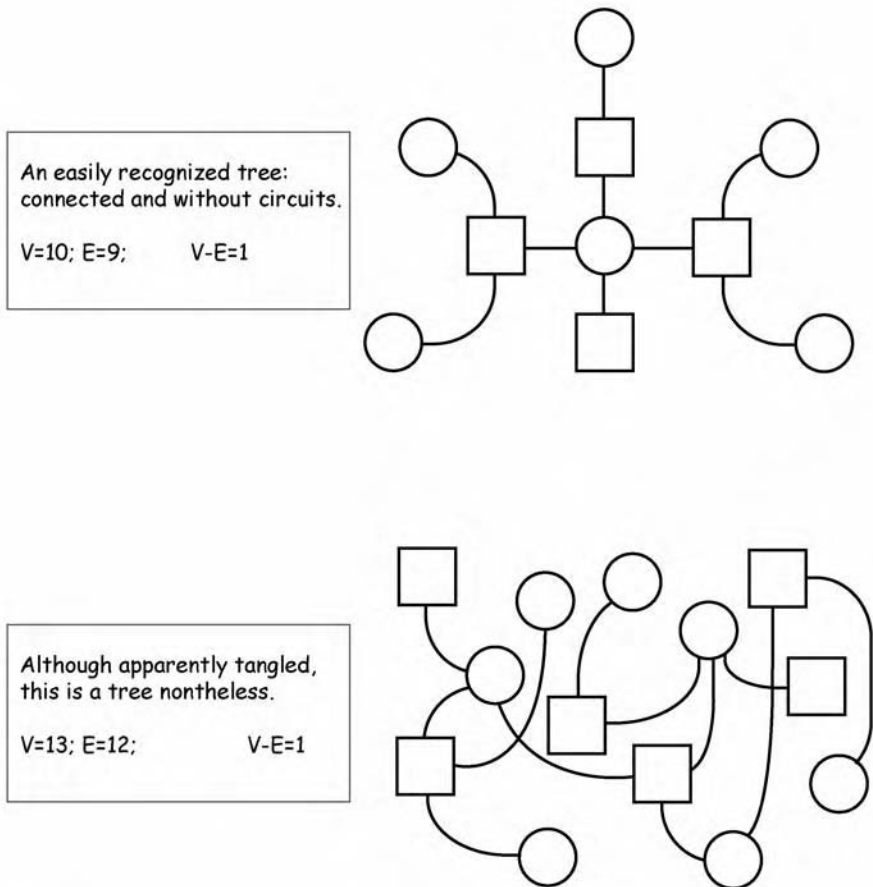 An easily recognized tree:
connected and without circuits.
V=10; E=9; V-E=1
Although apparently tangled,
this is a tree nontheless.
V=13; E=12; V-E=1